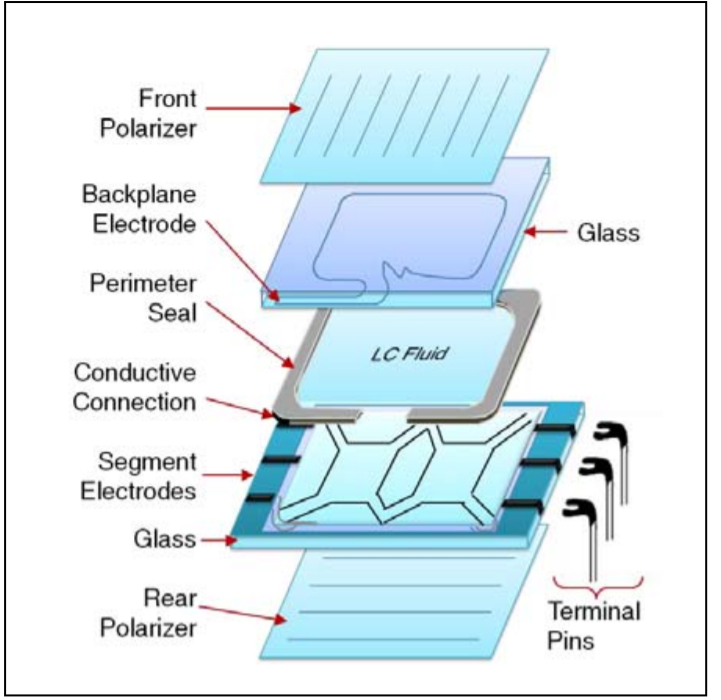 Front
Polarizer
Backplane
Electrode
Glass
Perimeter
Seal
LC Fluid
Conductive
Connection
Segment
Electrodes
Glass
Rear
Polarizer
Terminal
Pins